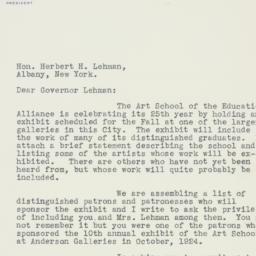 PRESIDENT
Hon. Herbert H. Lehman,
Albany, New York.
Dear Governor Lehman:
The Art School of the Educatio
Alliance is celebrating its 25th year by holding an
exhibit scheduled for the Fall at one of the larger
galleries in this City. The exhibit will include
the work of many of its distinguished graduates.
attach a brief statement describing the school and
listing some of the artists whose work will be ex-
hibited. There are others who have not yet been
heard from, but whose work will quite probably be
included.
We are assembling a list of
distinguished patrons and patronesses who will
sponsor the exhibit and I write to ask the privile
of including you and Mrs. Lehman among them. You
not remember it but you were one of the patrons wh
sponsored the 10th annual exhibit of the Art Schoo
at Anderson Galleries in October, 1924.